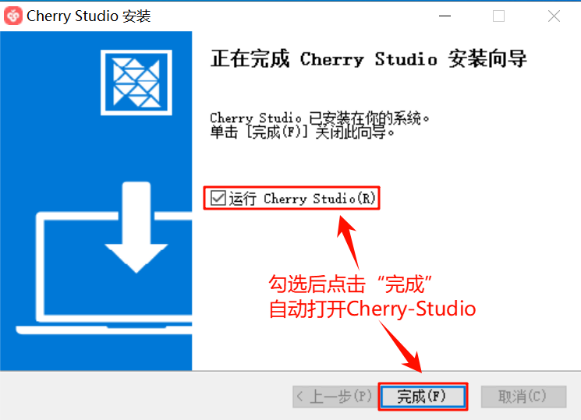 Cherry Studio 安装
正在完成 Cherry Studio 安装向导
Cherry Studio 已安装在你的系统。
单击 [完成(F)] 关闭此向导。
运行 Cherry Studio(R)
勾选后点击“完成”
自动打开Cherry-Studio
< 上一步(P)
完成(F)
取消(C)